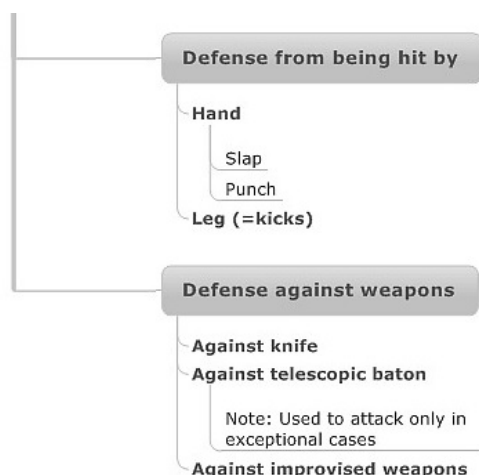 Defense from being hit by
Hand
Slap
Punch
Leg (=kicks)
Defense against weapons
Against knife
Against telescopic baton
Note: Used to attack only in
exceptional cases
Against improvised weapons